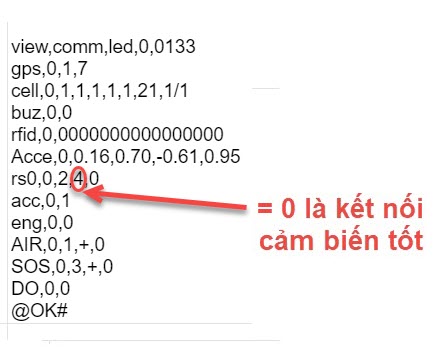 view,comm,led,0,0133
gps,0,1,7
cell,0,1,1,1,1,1,21,1/1
buz,0,0
rfid,0,0000000000000000
Acce,0,0.16,0.70,-0.61,0.95
rs0,0,2,4,0
acc,0,1
eng,0,0
AIR,0,1,+,0
SOS,0,3,+,0
DO,0,0
@OK#
= 0 là kết nối
cảm biến tốt